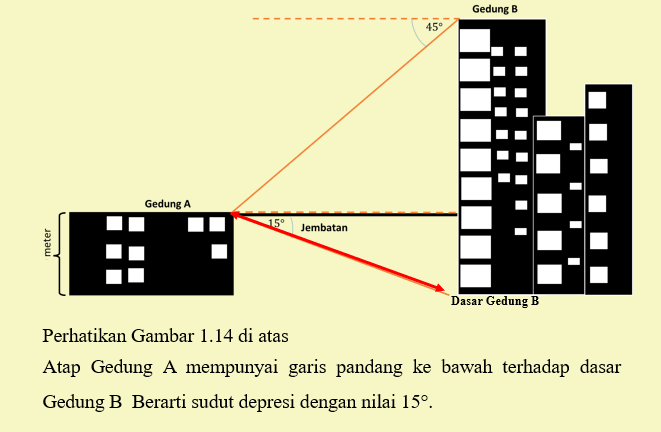 Gedung B
45°
Gedung A
15°
Jembatan
meter
Dasar Gedung B
Perhatikan Gambar 1.14 di atas
Atap Gedung A mempunyai garis pandang ke bawah terhadap dasar
Gedung B Berarti sudut depresi dengan nilai 15°.